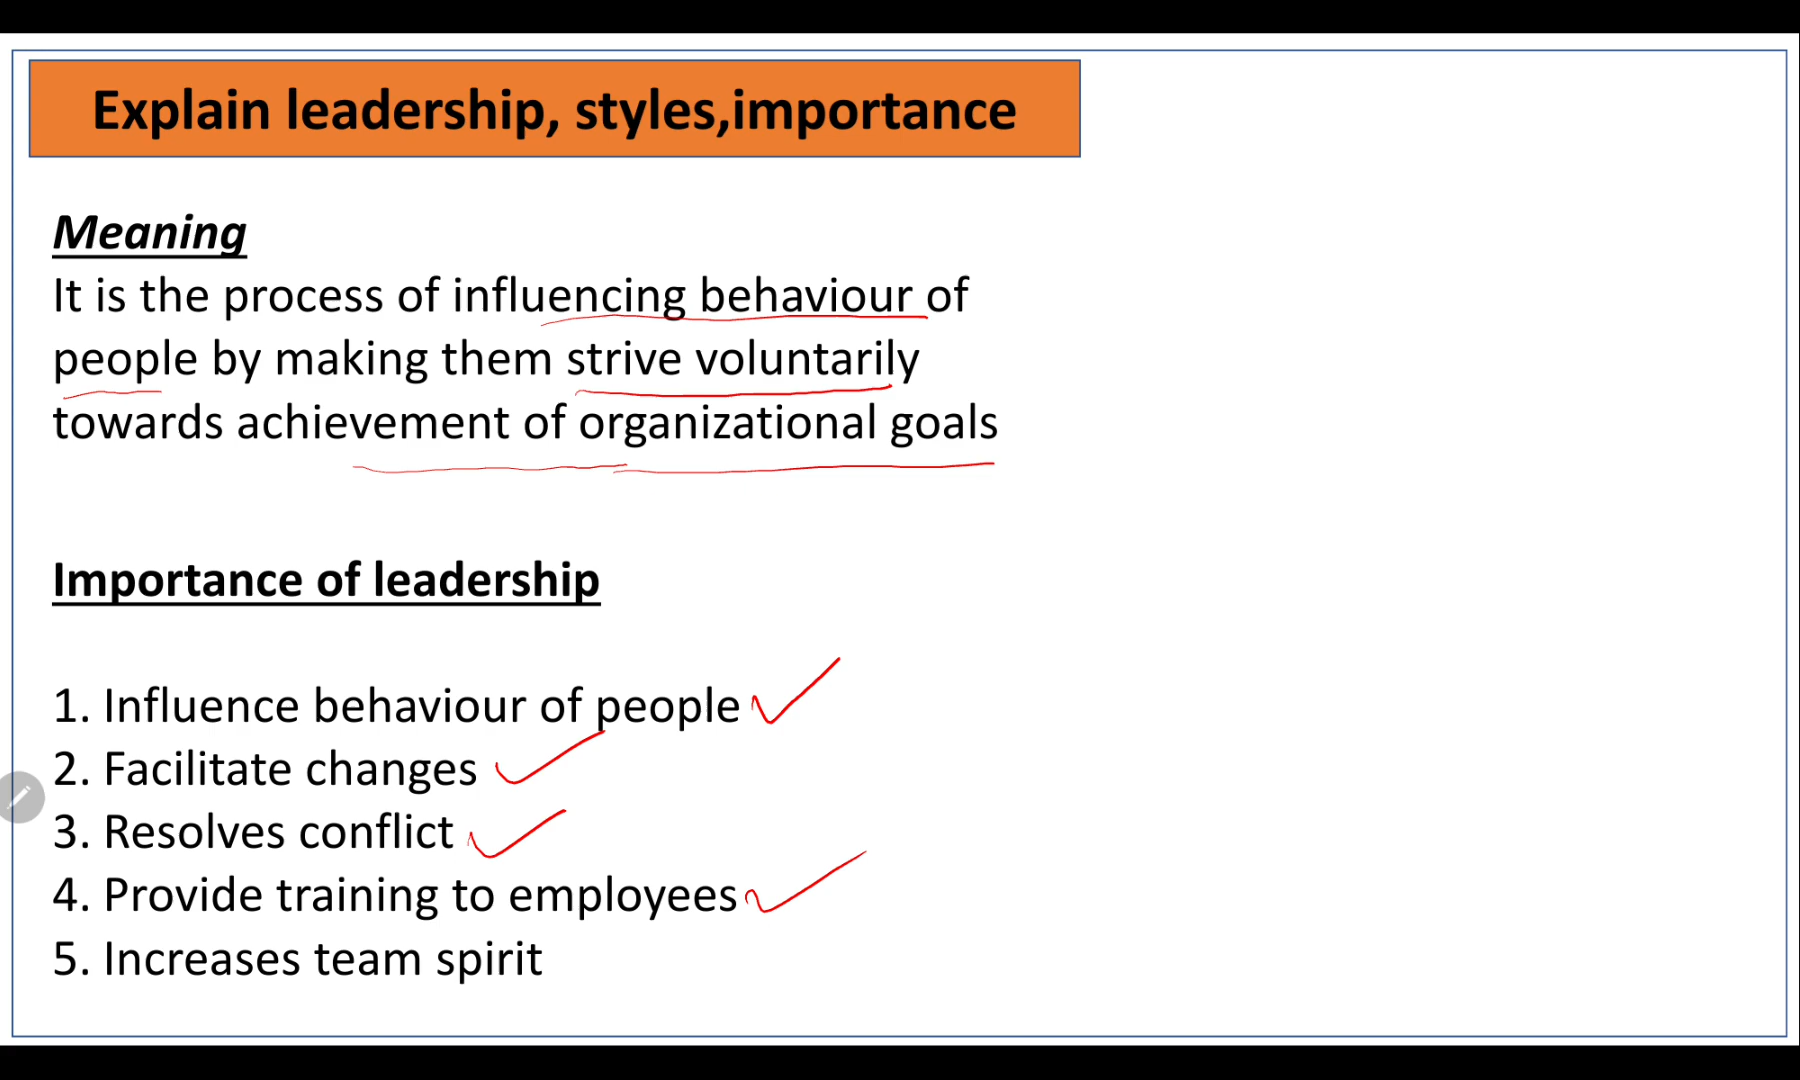 Explain leadership, styles,importance
Meaning
It is the process of influencing behaviour of
people by making them strive voluntarily
towards achievement of organizational goals
Importance of leadership
1. Influence behaviour of people
2. Facilitate changes
3. Resolves conflict
4. Provide training to employees
5. Increases team spirit